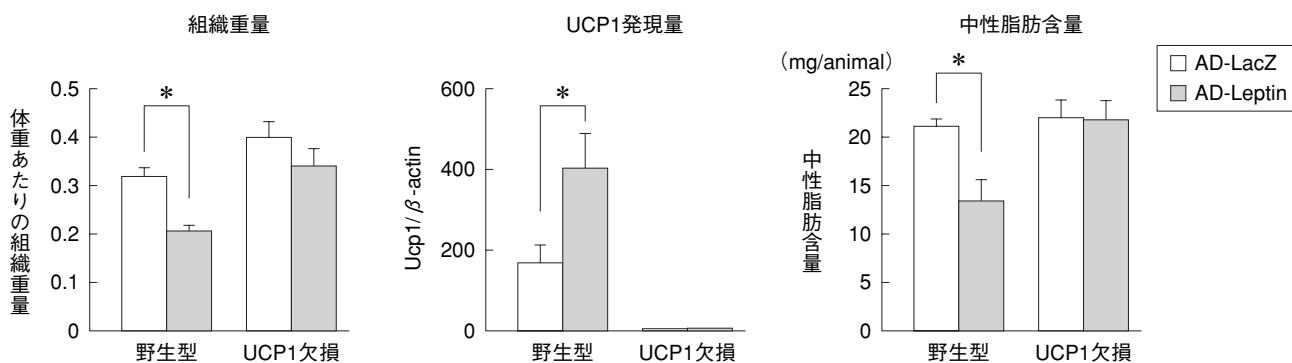 組織重量
体重あたりの組織重量
0.5
0.4
0.3
0.2
0.1
0
*
野生型
UCP1欠損
UCP1発現量
Ucp1/β-actin
600
400
200
0
*
野生型
UCP1欠損
中性脂肪含量
（mg/animal）
中性脂肪含量
25
20
15
10
5
0
*
野生型
UCP1欠損
AD-LacZ
AD-Leptin